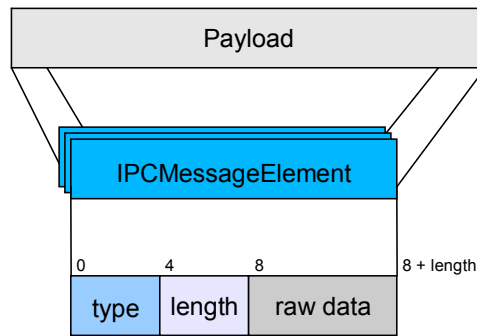 Payload
IPCMessageElement
0 4 8 8 + length
type length raw data